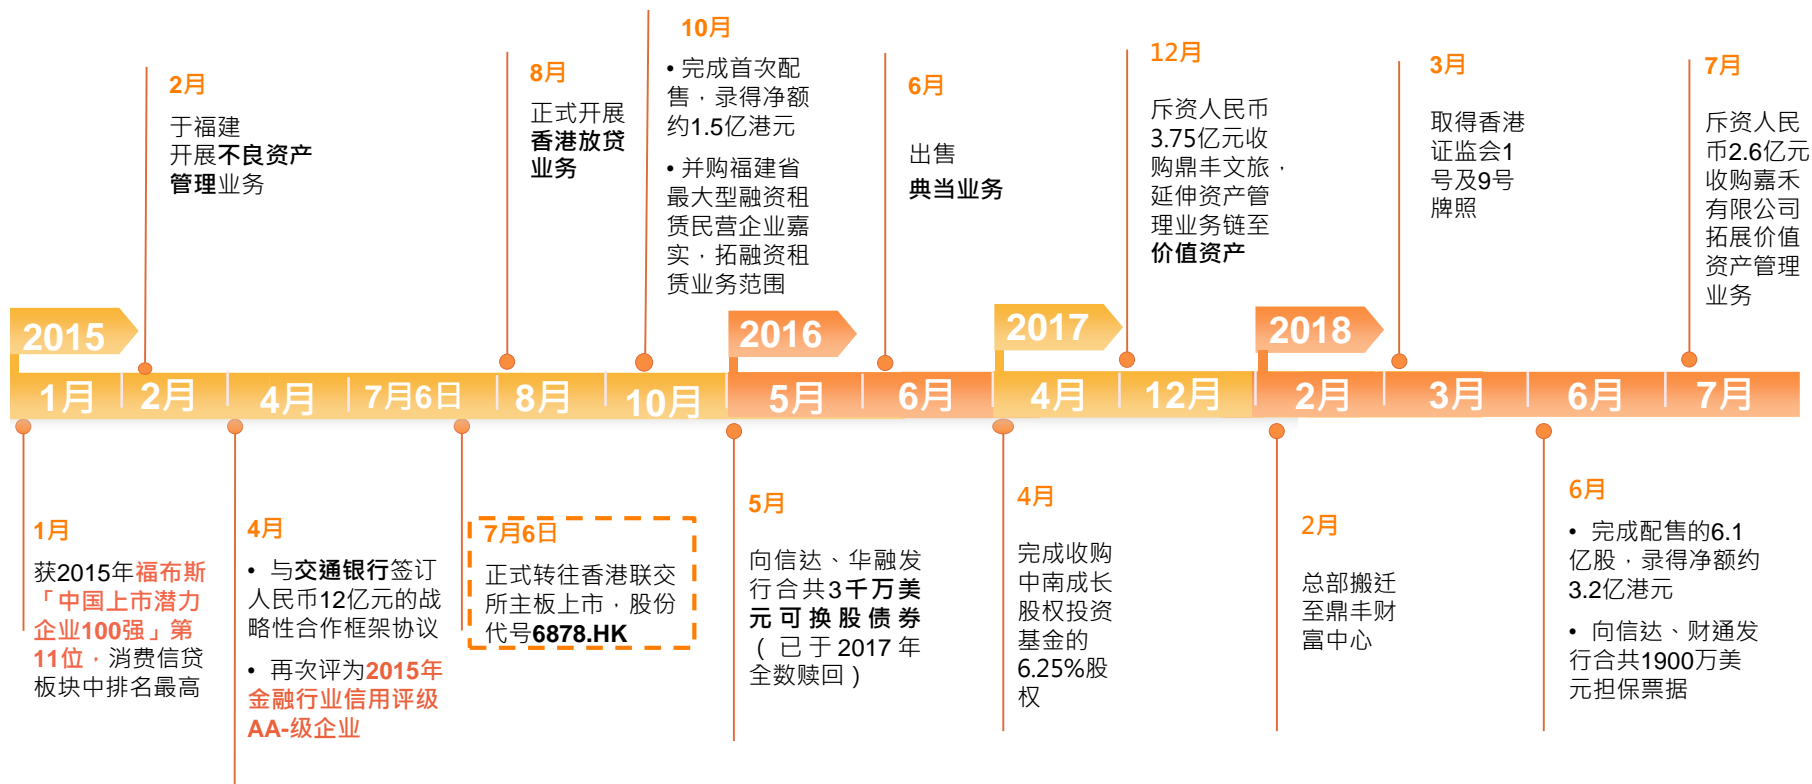 2月
于福建
开展不良资产
管理业务
8月
正式开展
香港放贷
业务
10月
• 完成首次配
售，录得净额
约1.5亿港元
• 并购福建省
最大型融资租
赁民营企业嘉
实，拓融资租
赁业务范围
6月
出售
典当业务
12月
斥资人民币
3.75亿元收
购鼎丰文旅，
延伸资产管
理业务链至
价值资产
3月
取得香港
证监会1
号及9号
牌照
7月
斥资人民
币2.6亿元
收购嘉禾
有限公司
拓展价值
资产管理
业务
2015
2016
2017
2018
1月
2月
4月
7月6日
8月
10月
5月
6月
4月
12月
2月
3月
6月
7月
1月
获2015年福布斯
「中国上市潜力
企业100强」第
11位，消费信贷
板块中排名最高
4月
• 与交通银行签订
人民币12亿元的战
略性合作框架协议
• 再次评为2015年
金融行业信用评级
AA-级企业
7月6日
正式转往香港联交
所主板上市，股份
代号6878.HK
5月
向信达、华融发
行合共3千万美
元可换股债券
（已于2017年
全数赎回）
4月
完成收购
中南成长
股权投资
基金的
6.25%股
权
2月
总部搬迁
至鼎丰财
富中心
6月
• 完成配售的6.1
亿股，录得净额约
3.2亿港元
• 向信达、财通发
行合共1900万美
元担保票据